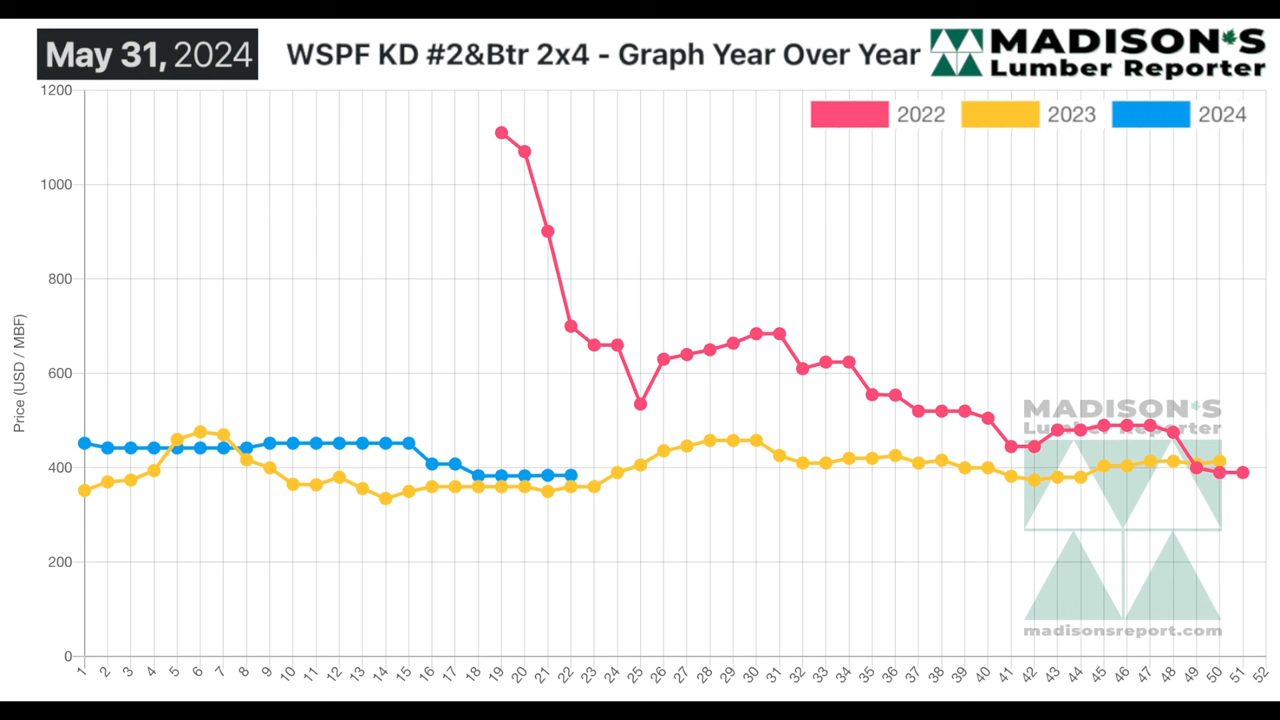 May 31, 2024
WSPF KD #2&Btr 2x4 - Graph Year Over Year
MADISON'S
Lumber Reporter
2022
2023
2024
Price (USD / MBF)
1200
1000
800
600
400
200
0
MADISON'S
Lumber Reporter
madisonsreport.com
1 2 3 4 5 6 7 8 9 10 11 12 13 14 15 16 17 18 19 20 21 22 23 24 25 26 27 28 29 30 31 32 33 34 35 36 37 38 39 40 41 42 43 44 45 46 47 48 49 50 51 52